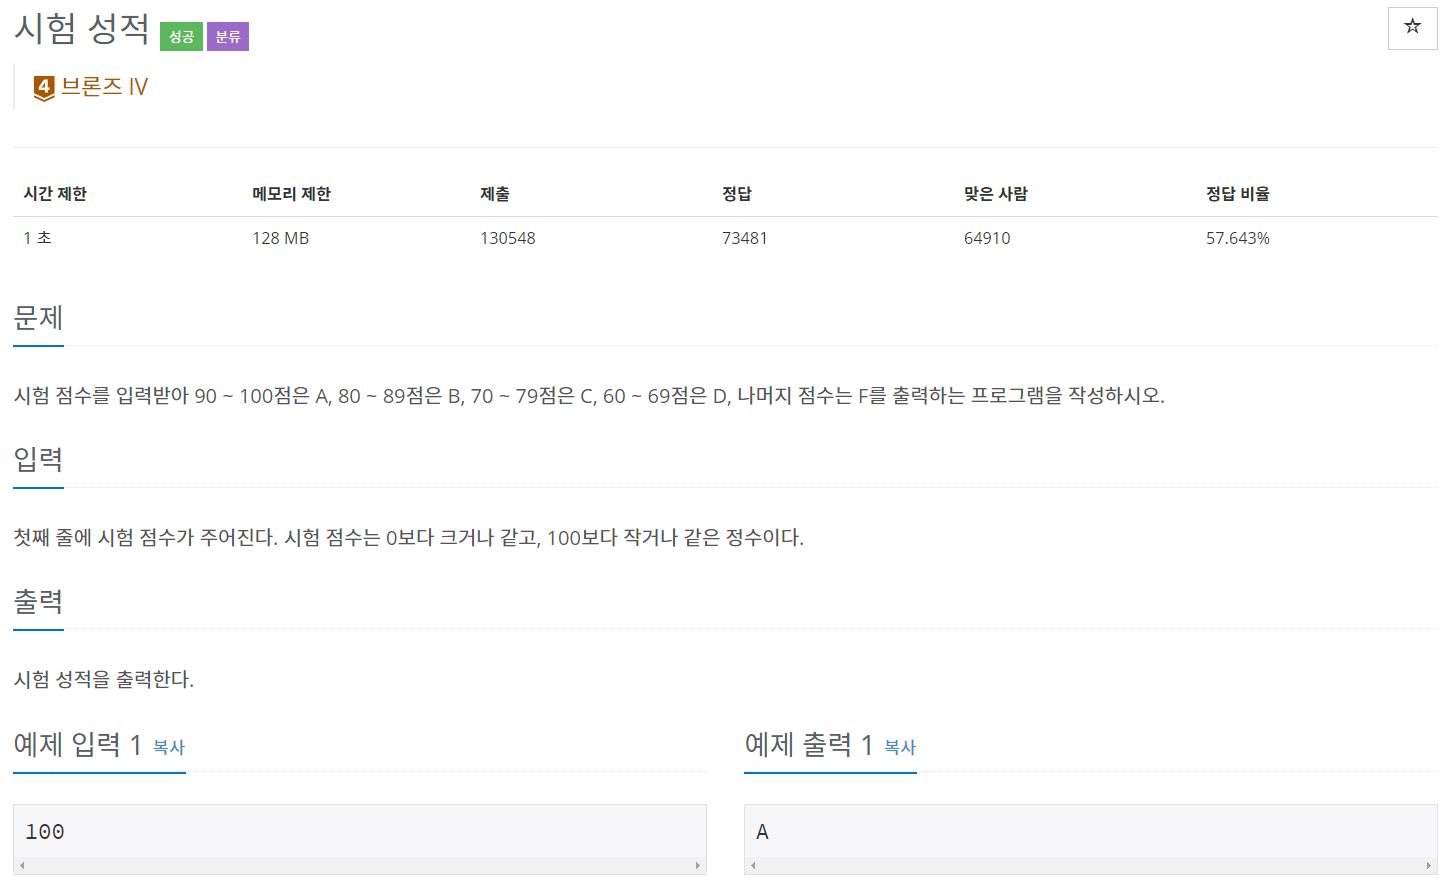 시험 성적 성공 분류
☆
4 브론즈 IV
시간 제한 메모리 제한 제출 정답 맞은 사람 정답 비율
1 초 128 MB 130548 73481 64910 57.643%
문제
시험 점수를 입력받아 90 ~ 100점은 A, 80 ~ 89점은 B, 70 ~ 79점은 C, 60 ~ 69점은 D, 나머지 점수는 F를 출력하는 프로그램을 작성하시오.
입력
첫째 줄에 시험 점수가 주어진다. 시험 점수는 0보다 크거나 같고, 100보다 작거나 같은 정수이다.
출력
시험 성적을 출력한다.
예제 입력 1 복사
100
예제 출력 1 복사
A